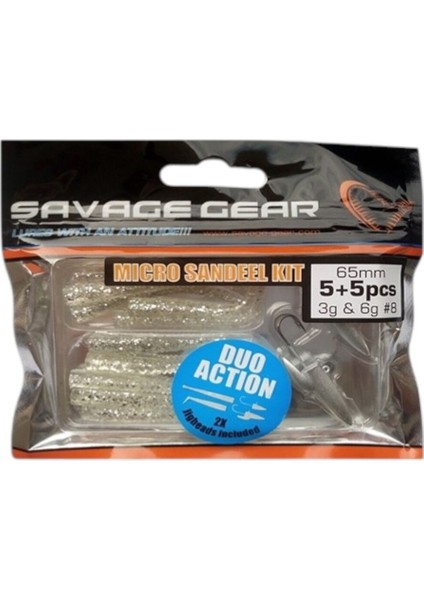 SAVAGE GEAR
LURES WITH AN ATTITUDE!!!
MICRO SANDEEL KIT
65mm
5+5pcs
3g & 6g #8
DUO
ACTION
2X
jigheads included